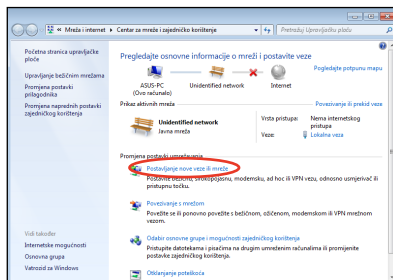 Mreža i internet ▸ Centar za mreže i zajedničko korištenje
Pretražuj Upravljačku ploču
Početna stranica upravljačke
ploče
Upravljanje bežičnim mrežama
Promjena postavki
prilagodnika
Promjena naprednih postavki
zajedničkog korištenja
Vidi također
Internetske mogućnosti
Osnovna grupa
Vatrozid za Windows
Pregledajte osnovne informacije o mreži i postavite veze
Pogledajte potpunu mapu
ASUS-PC
(Ovo računalo)
Unidentified network
Internet
Prikaz aktivnih mreža
Povezivanje ili prekid veze
Unidentified network
Javna mreža
Vrsta pristupa:
Nema internetskog
pristupa
Veze:
Lokalna veza
Promjena postavki umrežavanja
Postavljanje nove veze ili mreže
Postavite bežičnu, širokopojasnu, modemsku, ad hoc ili VPN vezu, odnosno usmjerivač ili
pristupnu točku.
Povezivanje s mrežom
Povežite se ili ponovno povežite s bežičnom, ožičenom, modemskom ili VPN mrežnom
vezom.
Odabir osnovne grupe i mogućnosti zajedničkog korištenja
Pristupite datotekama i pisačima na drugim umreženim računalima ili promijenite
postavke zajedničkog korištenja.
Otklanjanje poteškoća